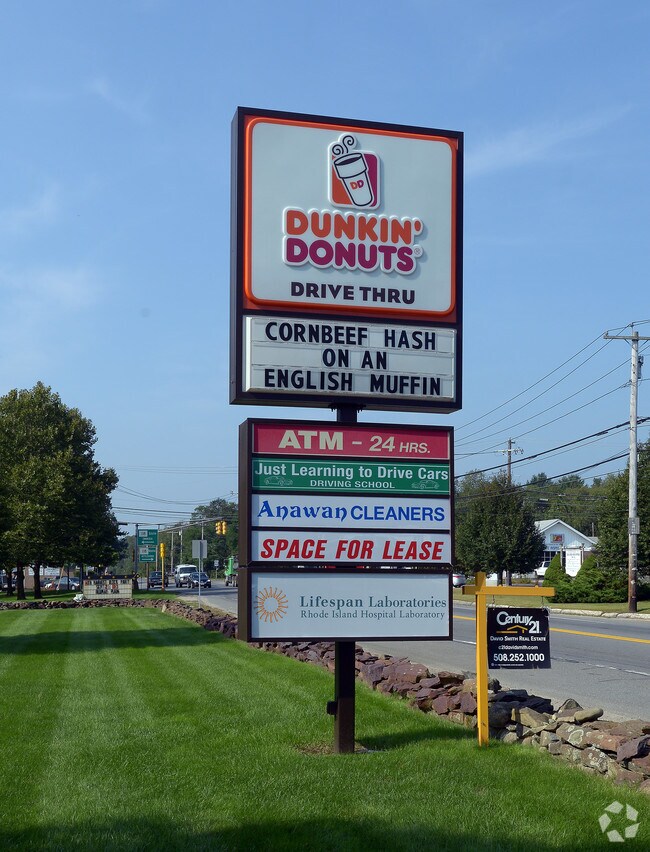 DD
DUNKIN'
DONUTS
DRIVE THRU
CORNBEEF HASH
ON AN
ENGLISH MUFFIN
ATM - 24 HRS.
Just Learning to Drive Cars
DRIVING SCHOOL
Anawan CLEANERS
SPACE FOR LEASE
Lifespan Laboratories
Rhode Island Hospital Laboratory
Century 21
DAVID SMITH REAL ESTATE
c21davidsmith.com
508.252.1000